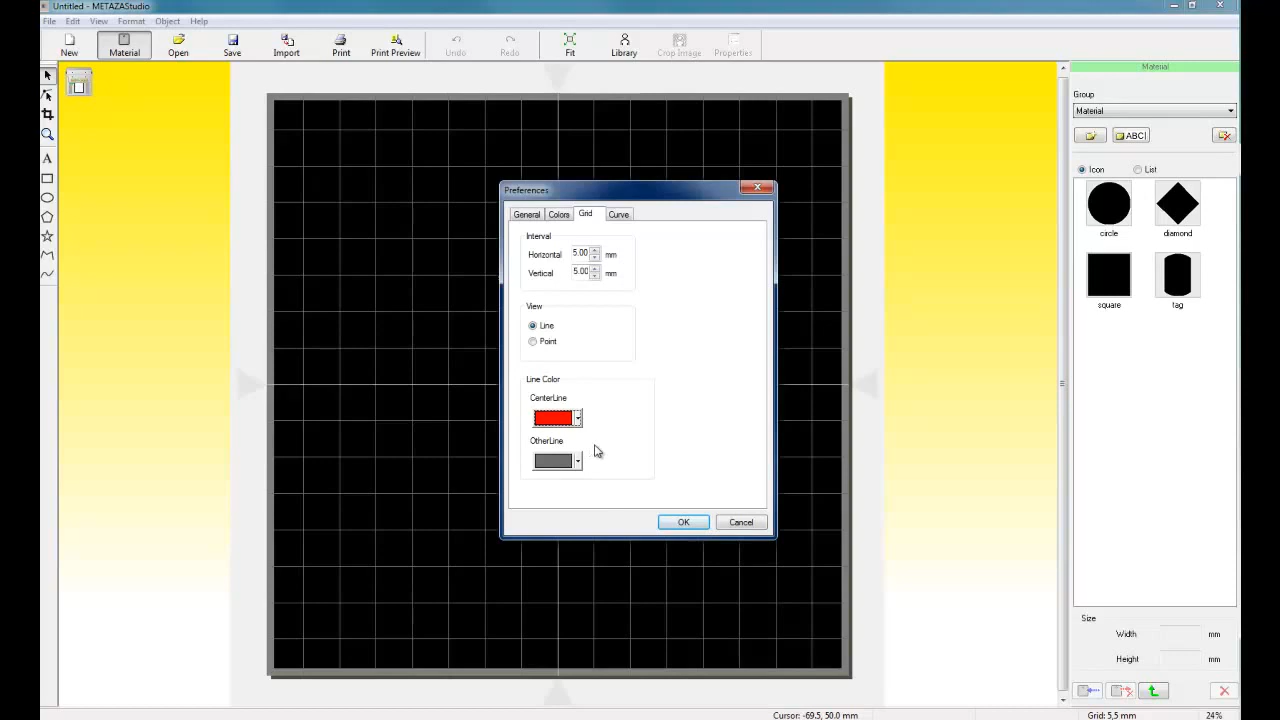 Untitled - METAZAStudio
File Edit View Format Object Help
New Material Open Save Import Print Print Preview Undo Redo Fit Library Crop Image Properties
Material
Group
Material
ABC
Icon List
circle diamond
square tag
A
Preferences
General Colors Grid Curve
Interval
Horizontal 5.00 mm
Vertical 5.00 mm
View
Line
Point
Line Color
CenterLine
OtherLine
OK Cancel
Size
Width mm
Height mm
Cursor: -69.5, 50.0 mm Grid: 5,5 mm 24%